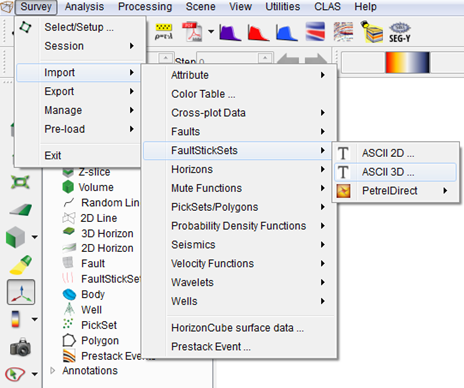 Survey Analysis Processing Scene View Utilities CLAS Help
Select/Setup ...
Session
Import
Export
Manage
Pre-load
Exit
Step 0
SEG-Y
Attribute
Color Table ...
Cross-plot Data
Faults
FaultStickSets
Horizons
Mute Functions
PickSets/Polygons
Probability Density Functions
Seismics
Velocity Functions
Wavelets
Wells
HorizonCube surface data ...
Prestack Event ...
ASCII 2D ...
ASCII 3D ...
PetrelDirect
Z-slice
Volume
Random Lin
2D Line
3D Horizon
2D Horizon
Fault
FaultStickSe
Body
Well
PickSet
Polygon
Prestack Events
Annotations